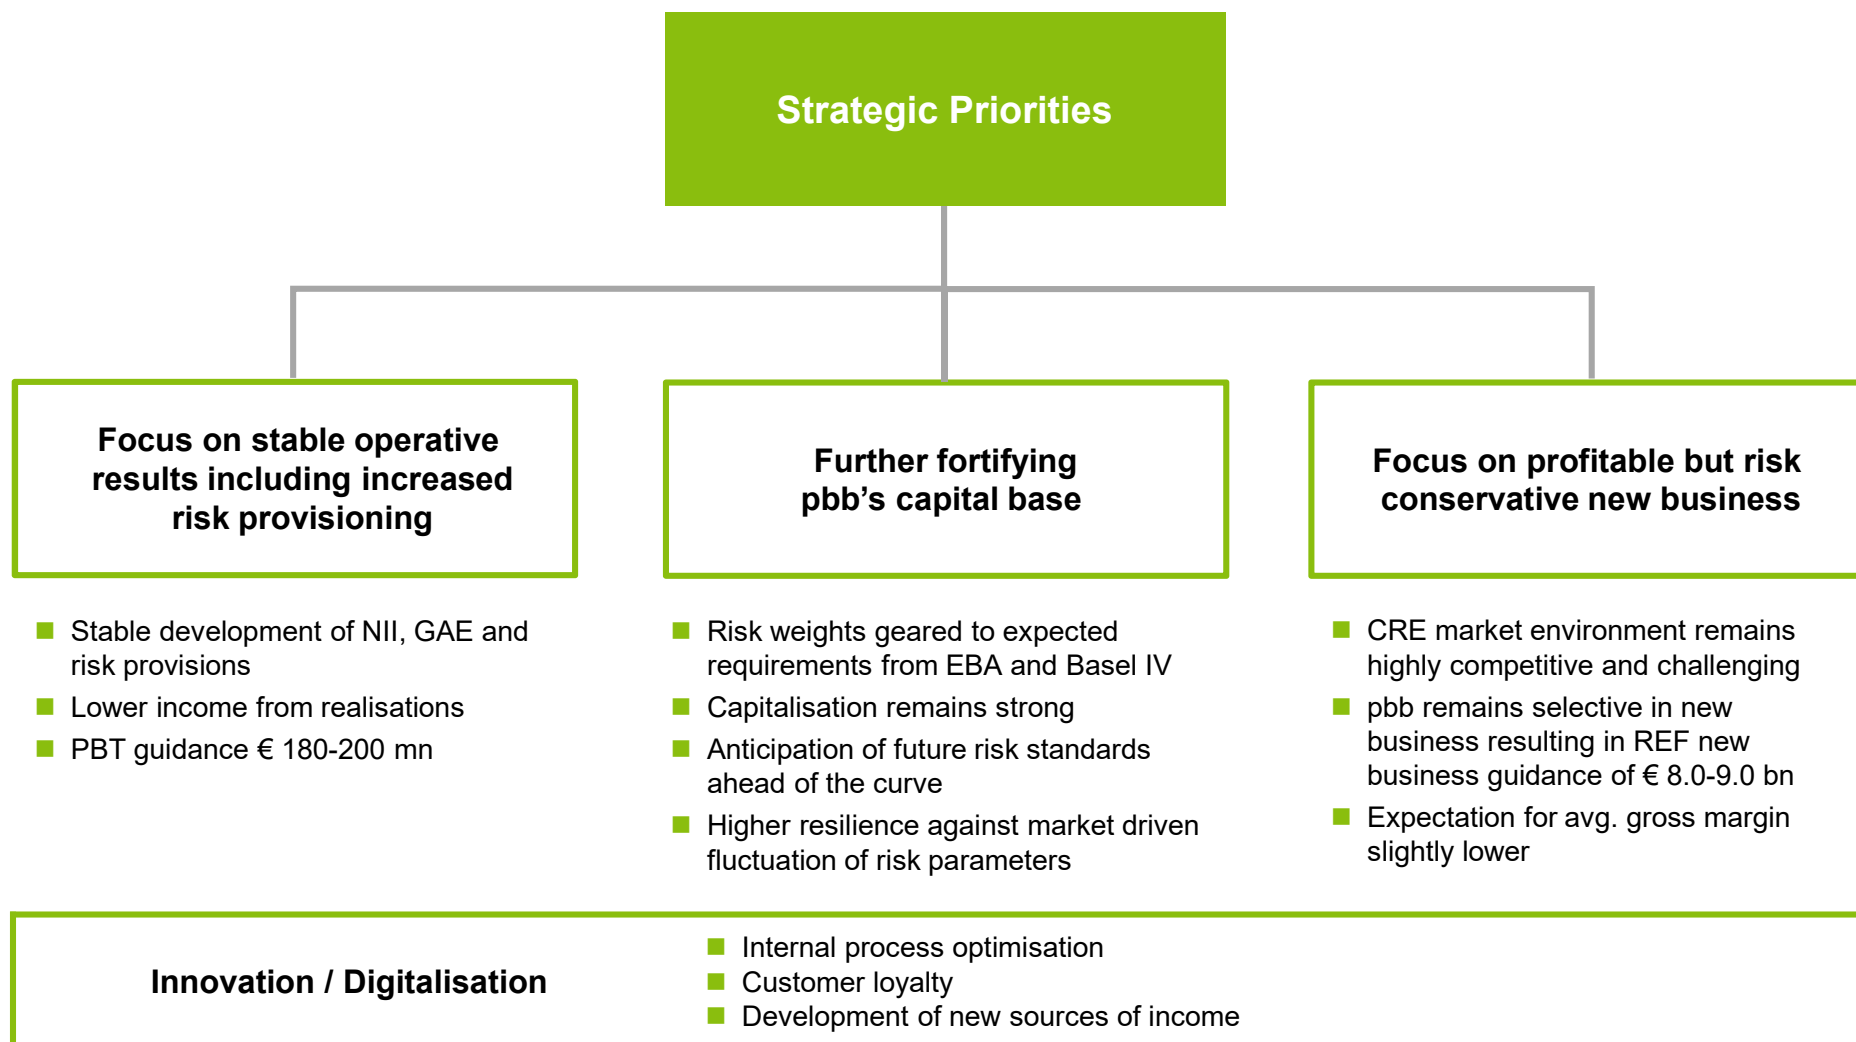 Strategic Priorities
Focus on stable operative
results including increased
risk provisioning
Stable development of NII, GAE and
risk provisions
Lower income from realisations
PBT guidance € 180-200 mn
Further fortifying
pbb’s capital base
Risk weights geared to expected
requirements from EBA and Basel IV
Capitalisation remains strong
Anticipation of future risk standards
ahead of the curve
Higher resilience against market driven
fluctuation of risk parameters
Focus on profitable but risk
conservative new business
CRE market environment remains
highly competitive and challenging
pbb remains selective in new
business resulting in REF new
business guidance of € 8.0-9.0 bn
Expectation for avg. gross margin
slightly lower
Innovation / Digitalisation
Internal process optimisation
Customer loyalty
Development of new sources of income